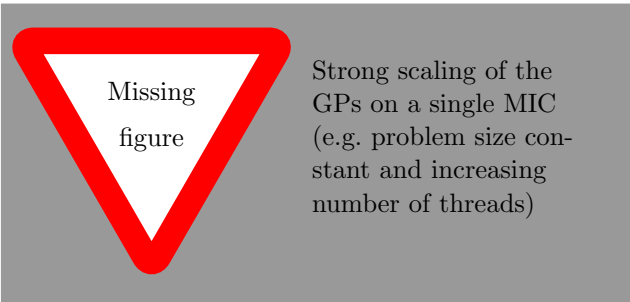 Missing
figure
Strong scaling of the
GPs on a single MIC
(e.g. problem size con-
stant and increasing
number of threads)